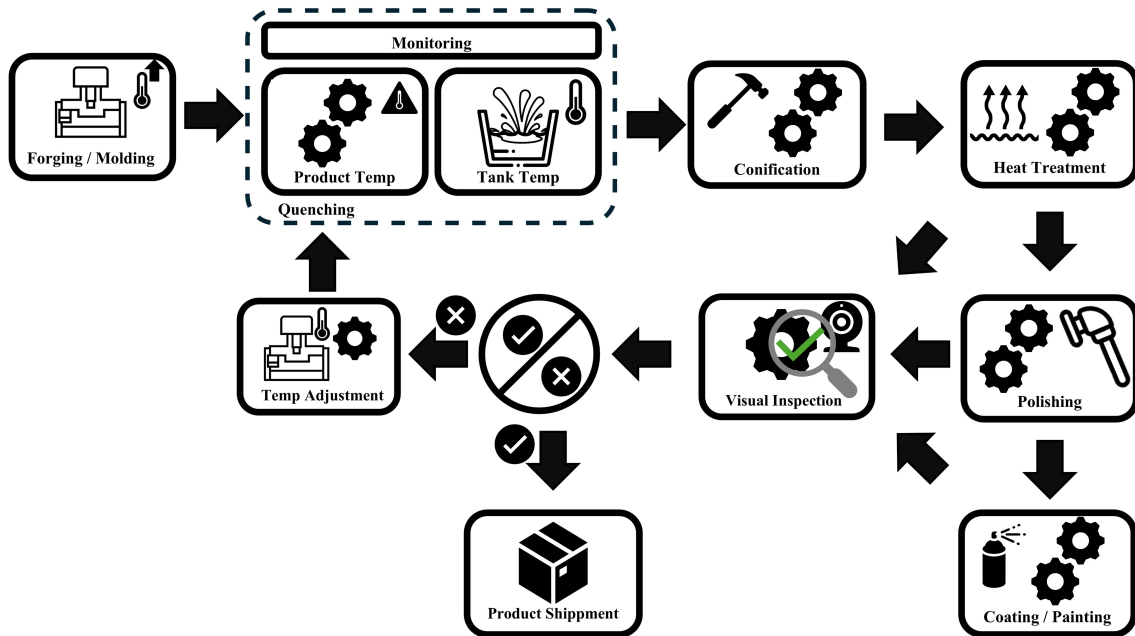 Monitoring
Forging / Molding
Product Temp
Tank Temp
Quenching
Conification
Heat Treatment
Temp Adjustment
Visual Inspection
Polishing
Product Shippment
Coating / Painting